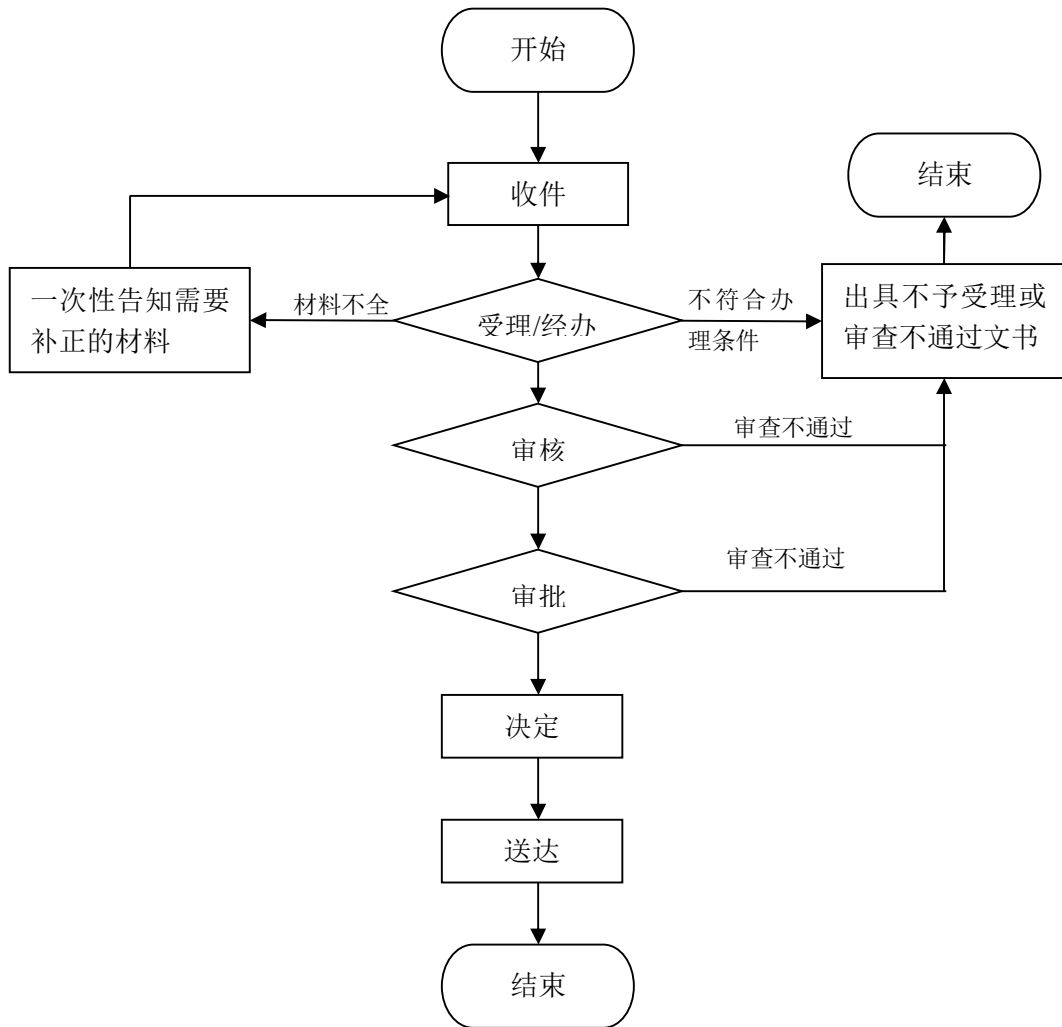 开始
结束
收件
一次性告知需要
补正的材料
材料不全
受理/经办
不符合办
理条件
出具不予受理或
审查不通过文书
审核
审查不通过
审批
审查不通过
决定
送达
结束